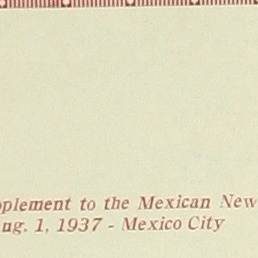 pplement to the Mexican New
ug. 1, 1937 - Mexico City